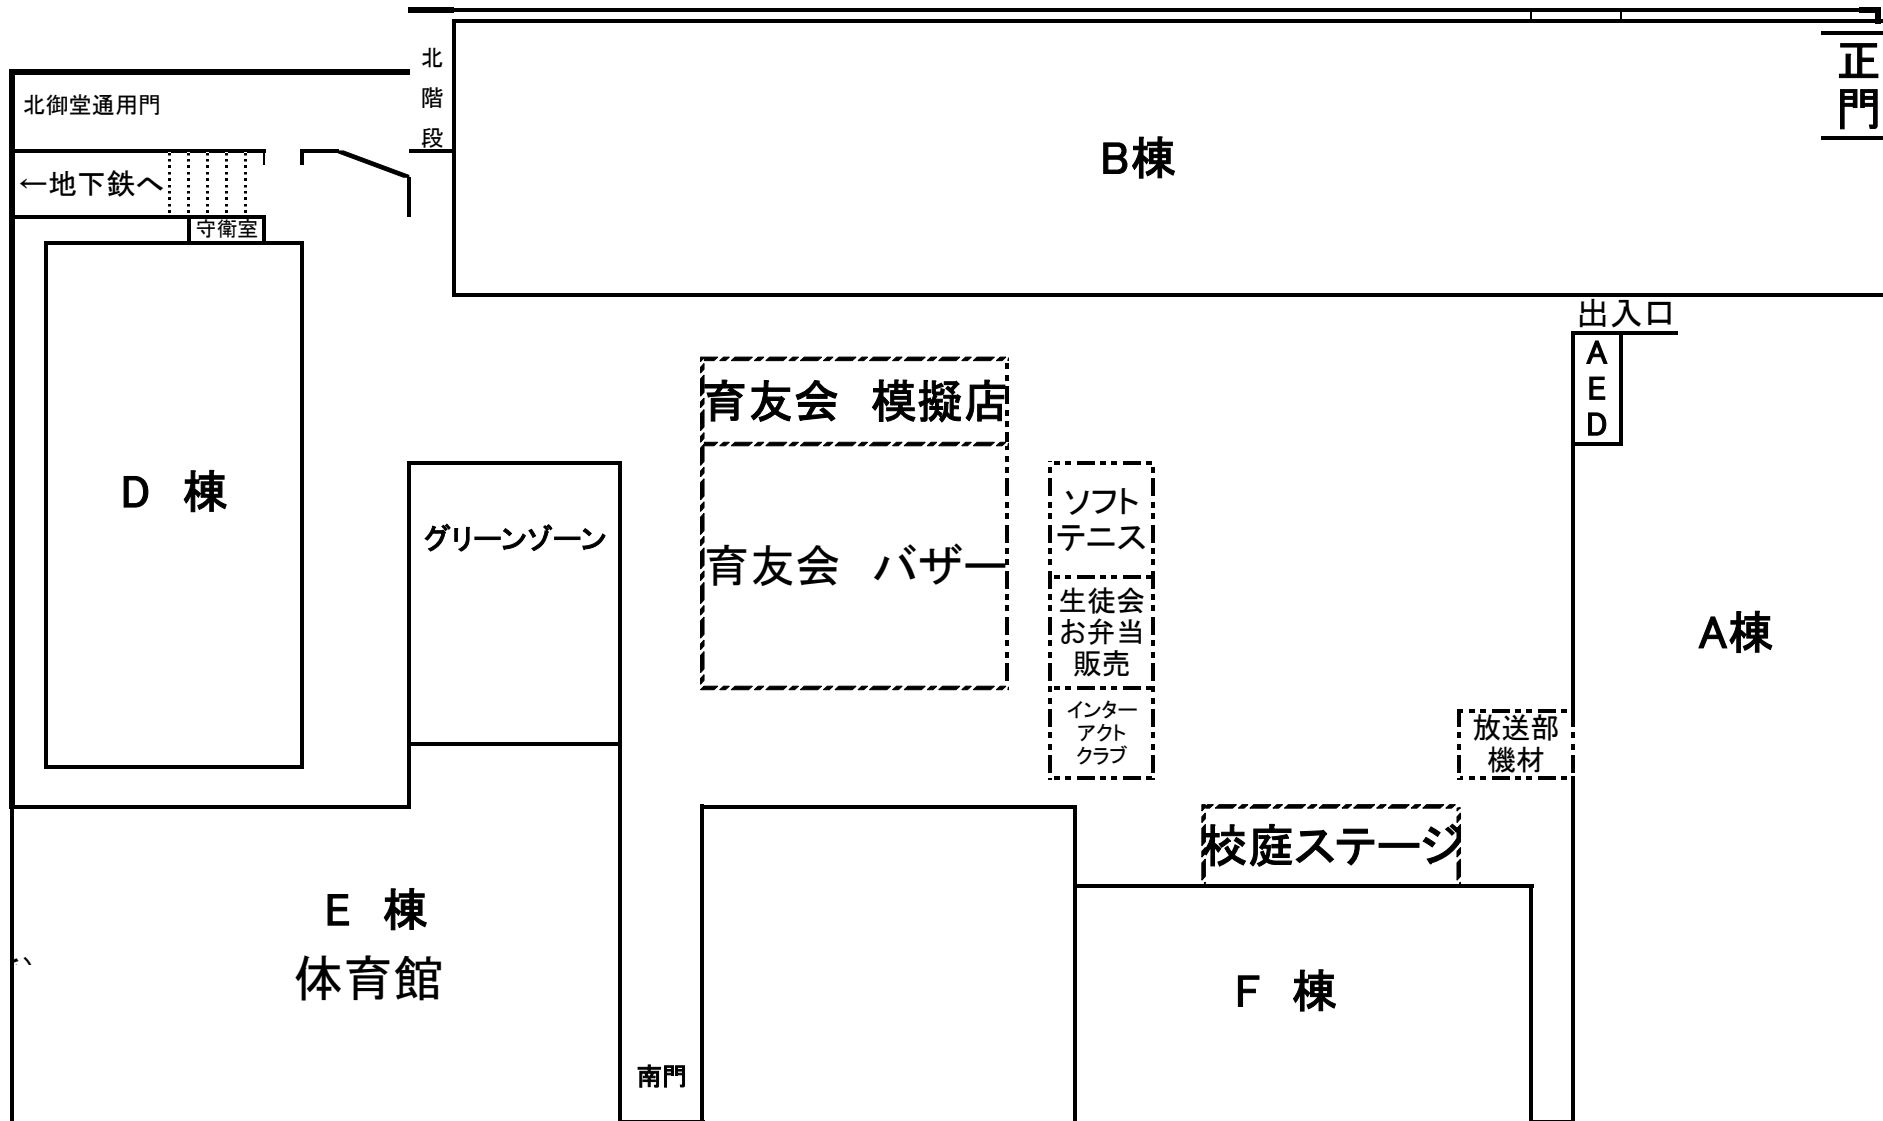 北階段
正門
北御堂通用門
B棟
←地下鉄へ
守衛室
出入口
AED
育友会 模擬店
D 棟
グリーンゾーン
ソフト
テニス
育友会 バザー
生徒会
お弁当
販売
A棟
インター
アクト
クラブ
放送部
機材
校庭ステージ
E 棟
体育館
F 棟
南門